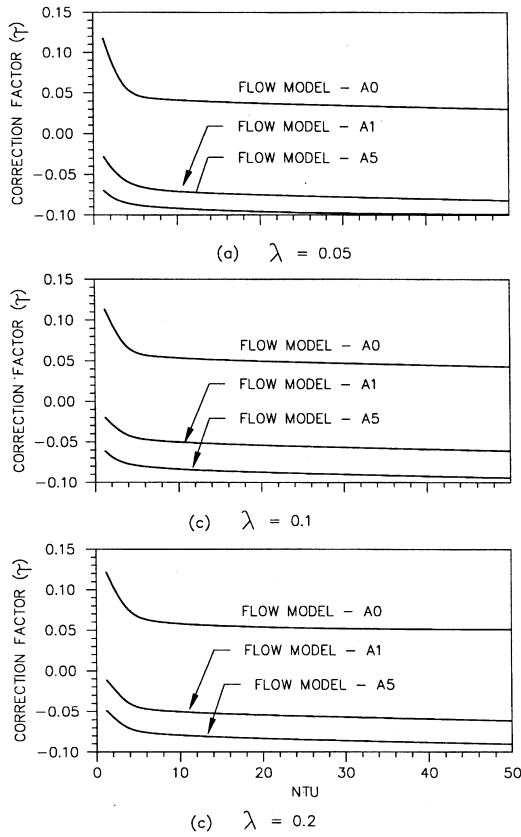 CORRECTION FACTOR (γ)
0.15
0.10
0.05
0.00
−0.05
−0.10
FLOW MODEL − A0
FLOW MODEL − A1
FLOW MODEL − A5
(a) λ = 0.05
CORRECTION FACTOR (γ)
0.15
0.10
0.05
0.00
−0.05
−0.10
FLOW MODEL − A0
FLOW MODEL − A1
FLOW MODEL − A5
(c) λ = 0.1
CORRECTION FACTOR (γ)
0.15
0.10
0.05
0.00
−0.05
−0.10
FLOW MODEL − A0
FLOW MODEL − A1
FLOW MODEL − A5
0 10 20 30 40 50
NTU
(c) λ = 0.2